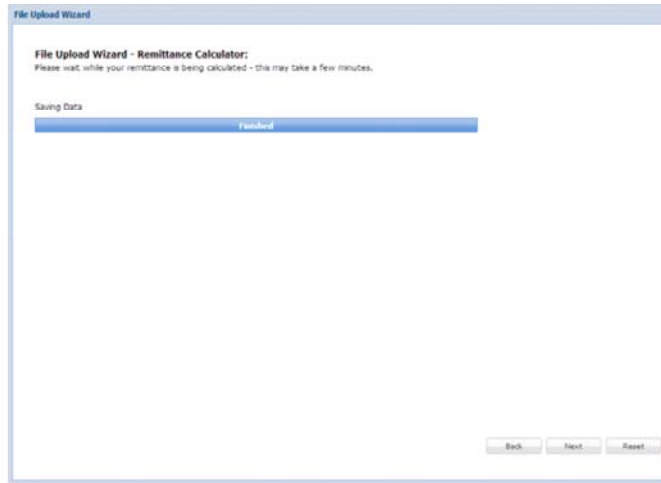 File Upload Wizard
File Upload Wizard - Remittance Calculator:
Please wait while your remittance is being calculated - this may take a few minutes.
Saving Data
Finished
Back Next Reset